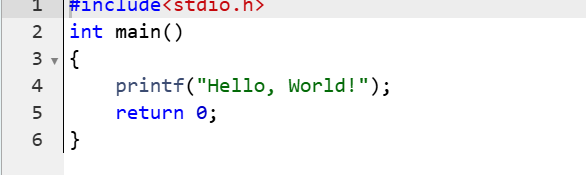 1 #include<stdio.h>
2 int main()
3 {
4     printf("Hello, World!");
5     return 0;
6 }